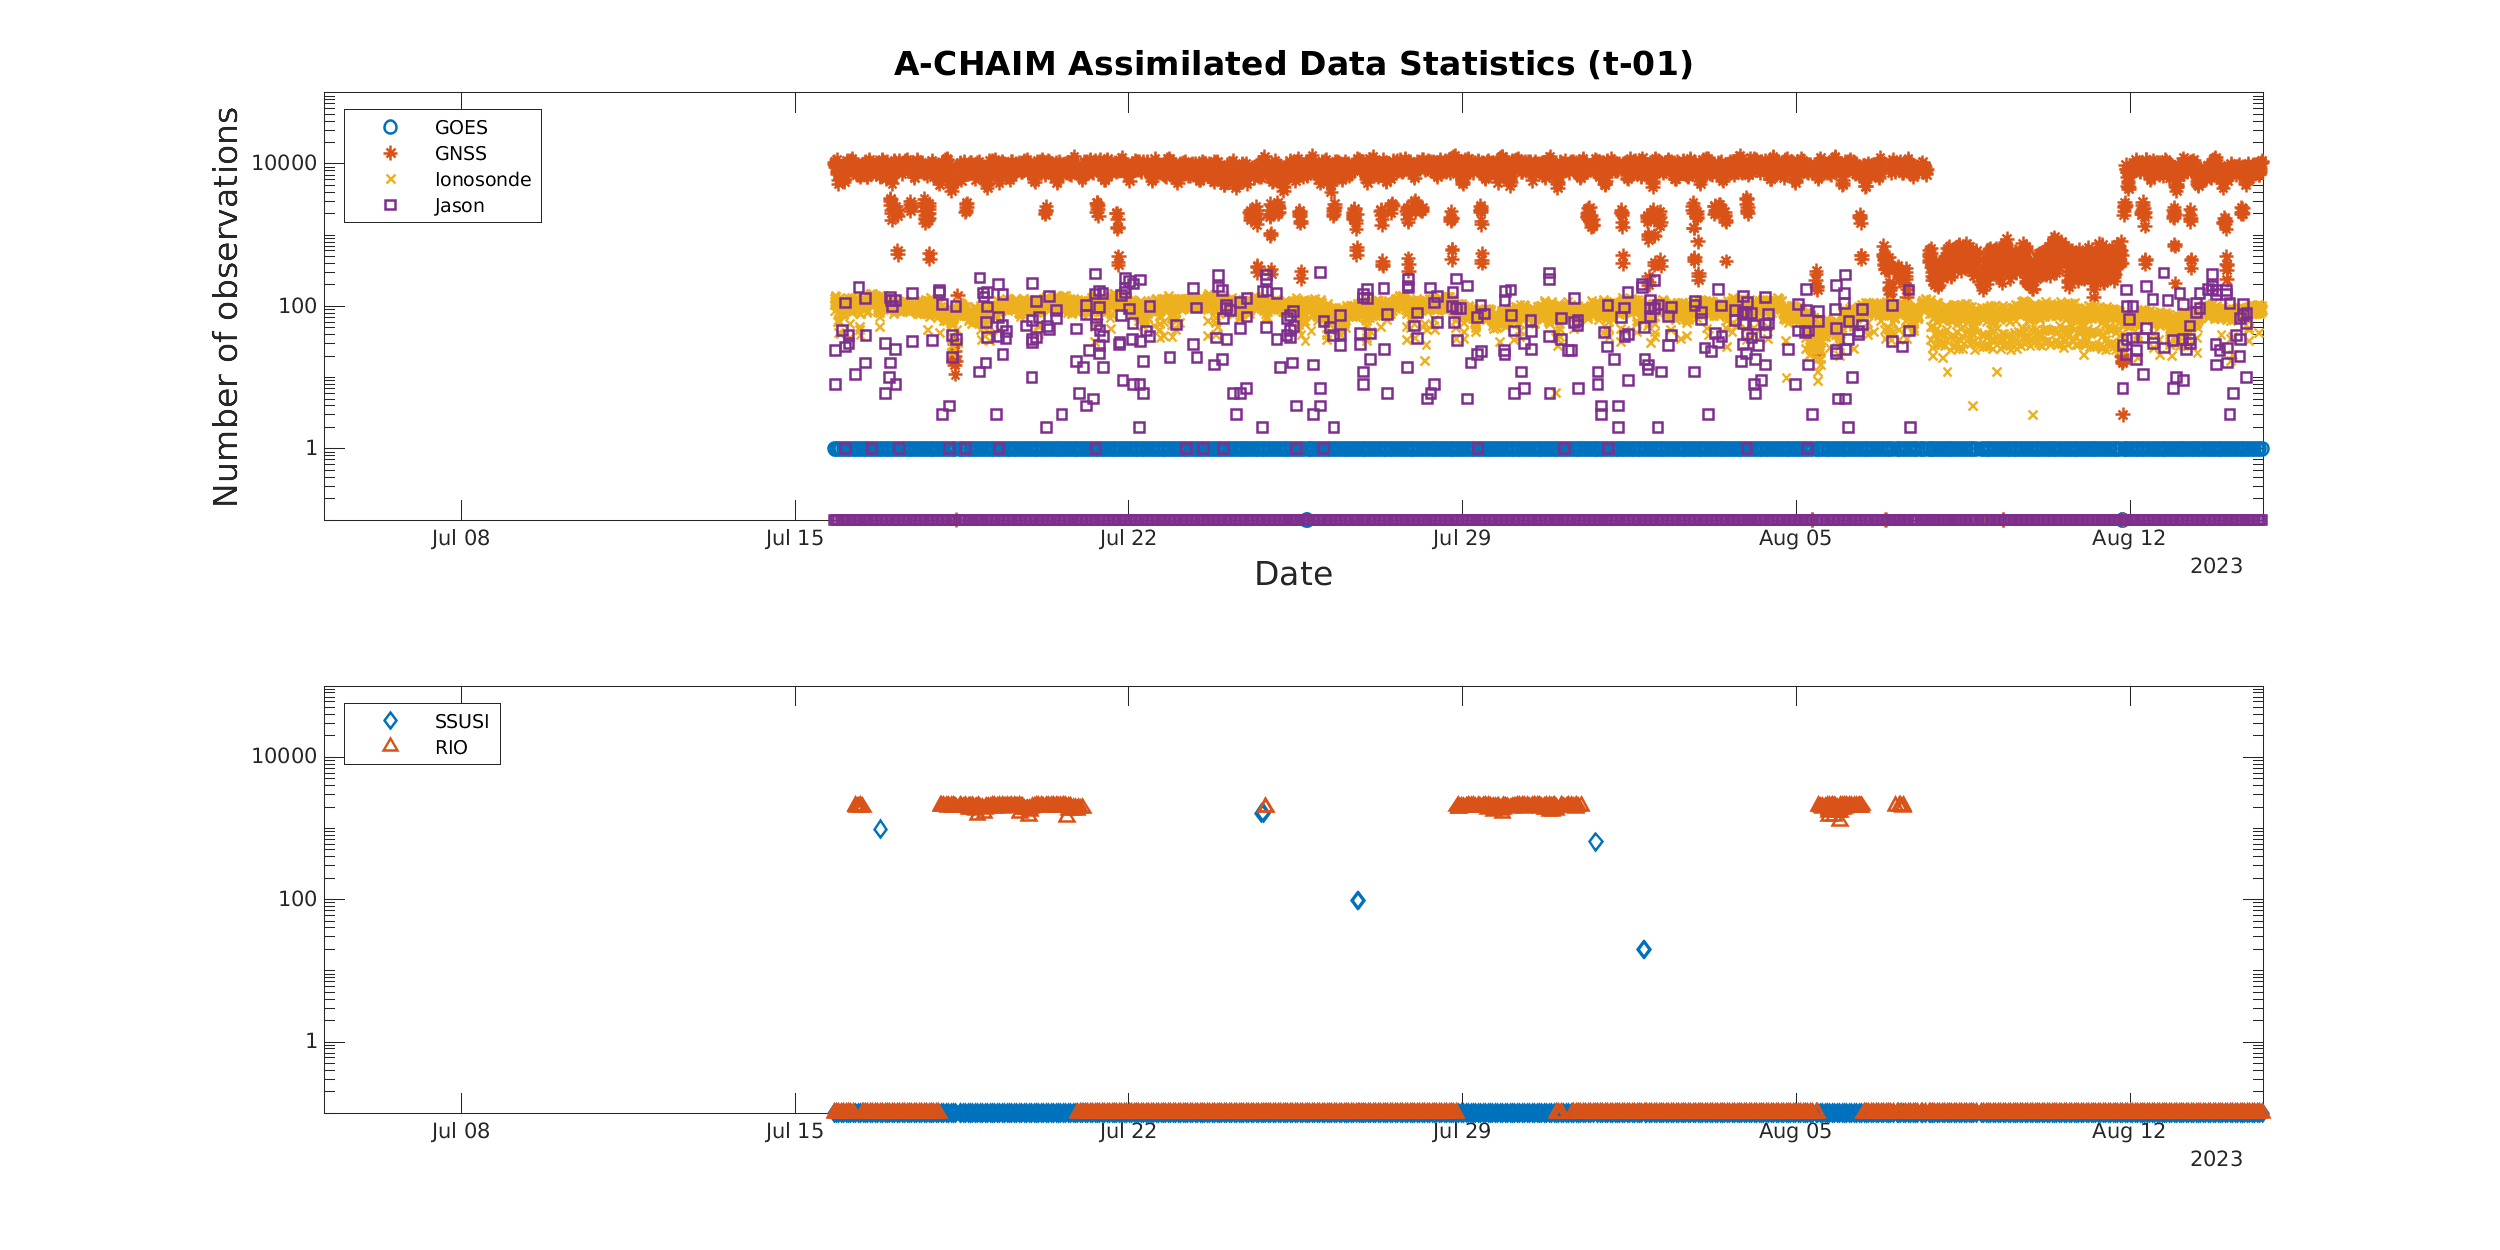 A-CHAIM Assimilated Data Statistics (t-01)
Number of observations
10000
100
1
GOES
GNSS
Ionosonde
Jason
Jul 08
Jul 15
Jul 22
Jul 29
Aug 05
Aug 12
2023
Date
10000
100
1
SSUSI
RIO
Jul 08
Jul 15
Jul 22
Jul 29
Aug 05
Aug 12
2023